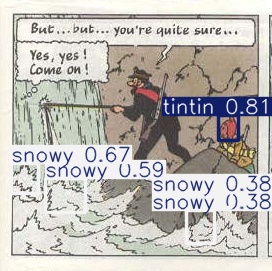 But...but... you're quite sure...
Yes, yes!
Come on!
tintin 0.81
snowy 0.67
snowy 0.59
snowy 0.38
snowy 0.38